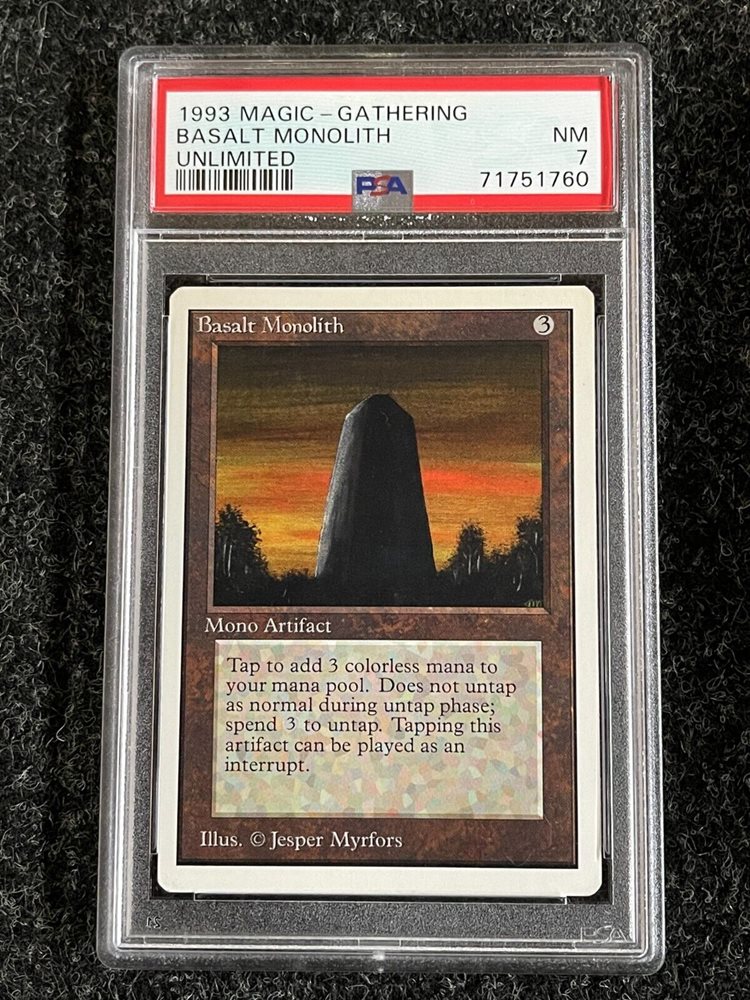 1993 MAGIC - GATHERING
BASALT MONOLITH NM
UNLIMITED 7
PSA 71751760
Basalt Monolith 3
Mono Artifact
Tap to add 3 colorless mana to
your mana pool. Does not untap
as normal during untap phase;
spend 3 to untap. Tapping this
artifact can be played as an
interrupt.
Illus. © Jesper Myrfors
PSA